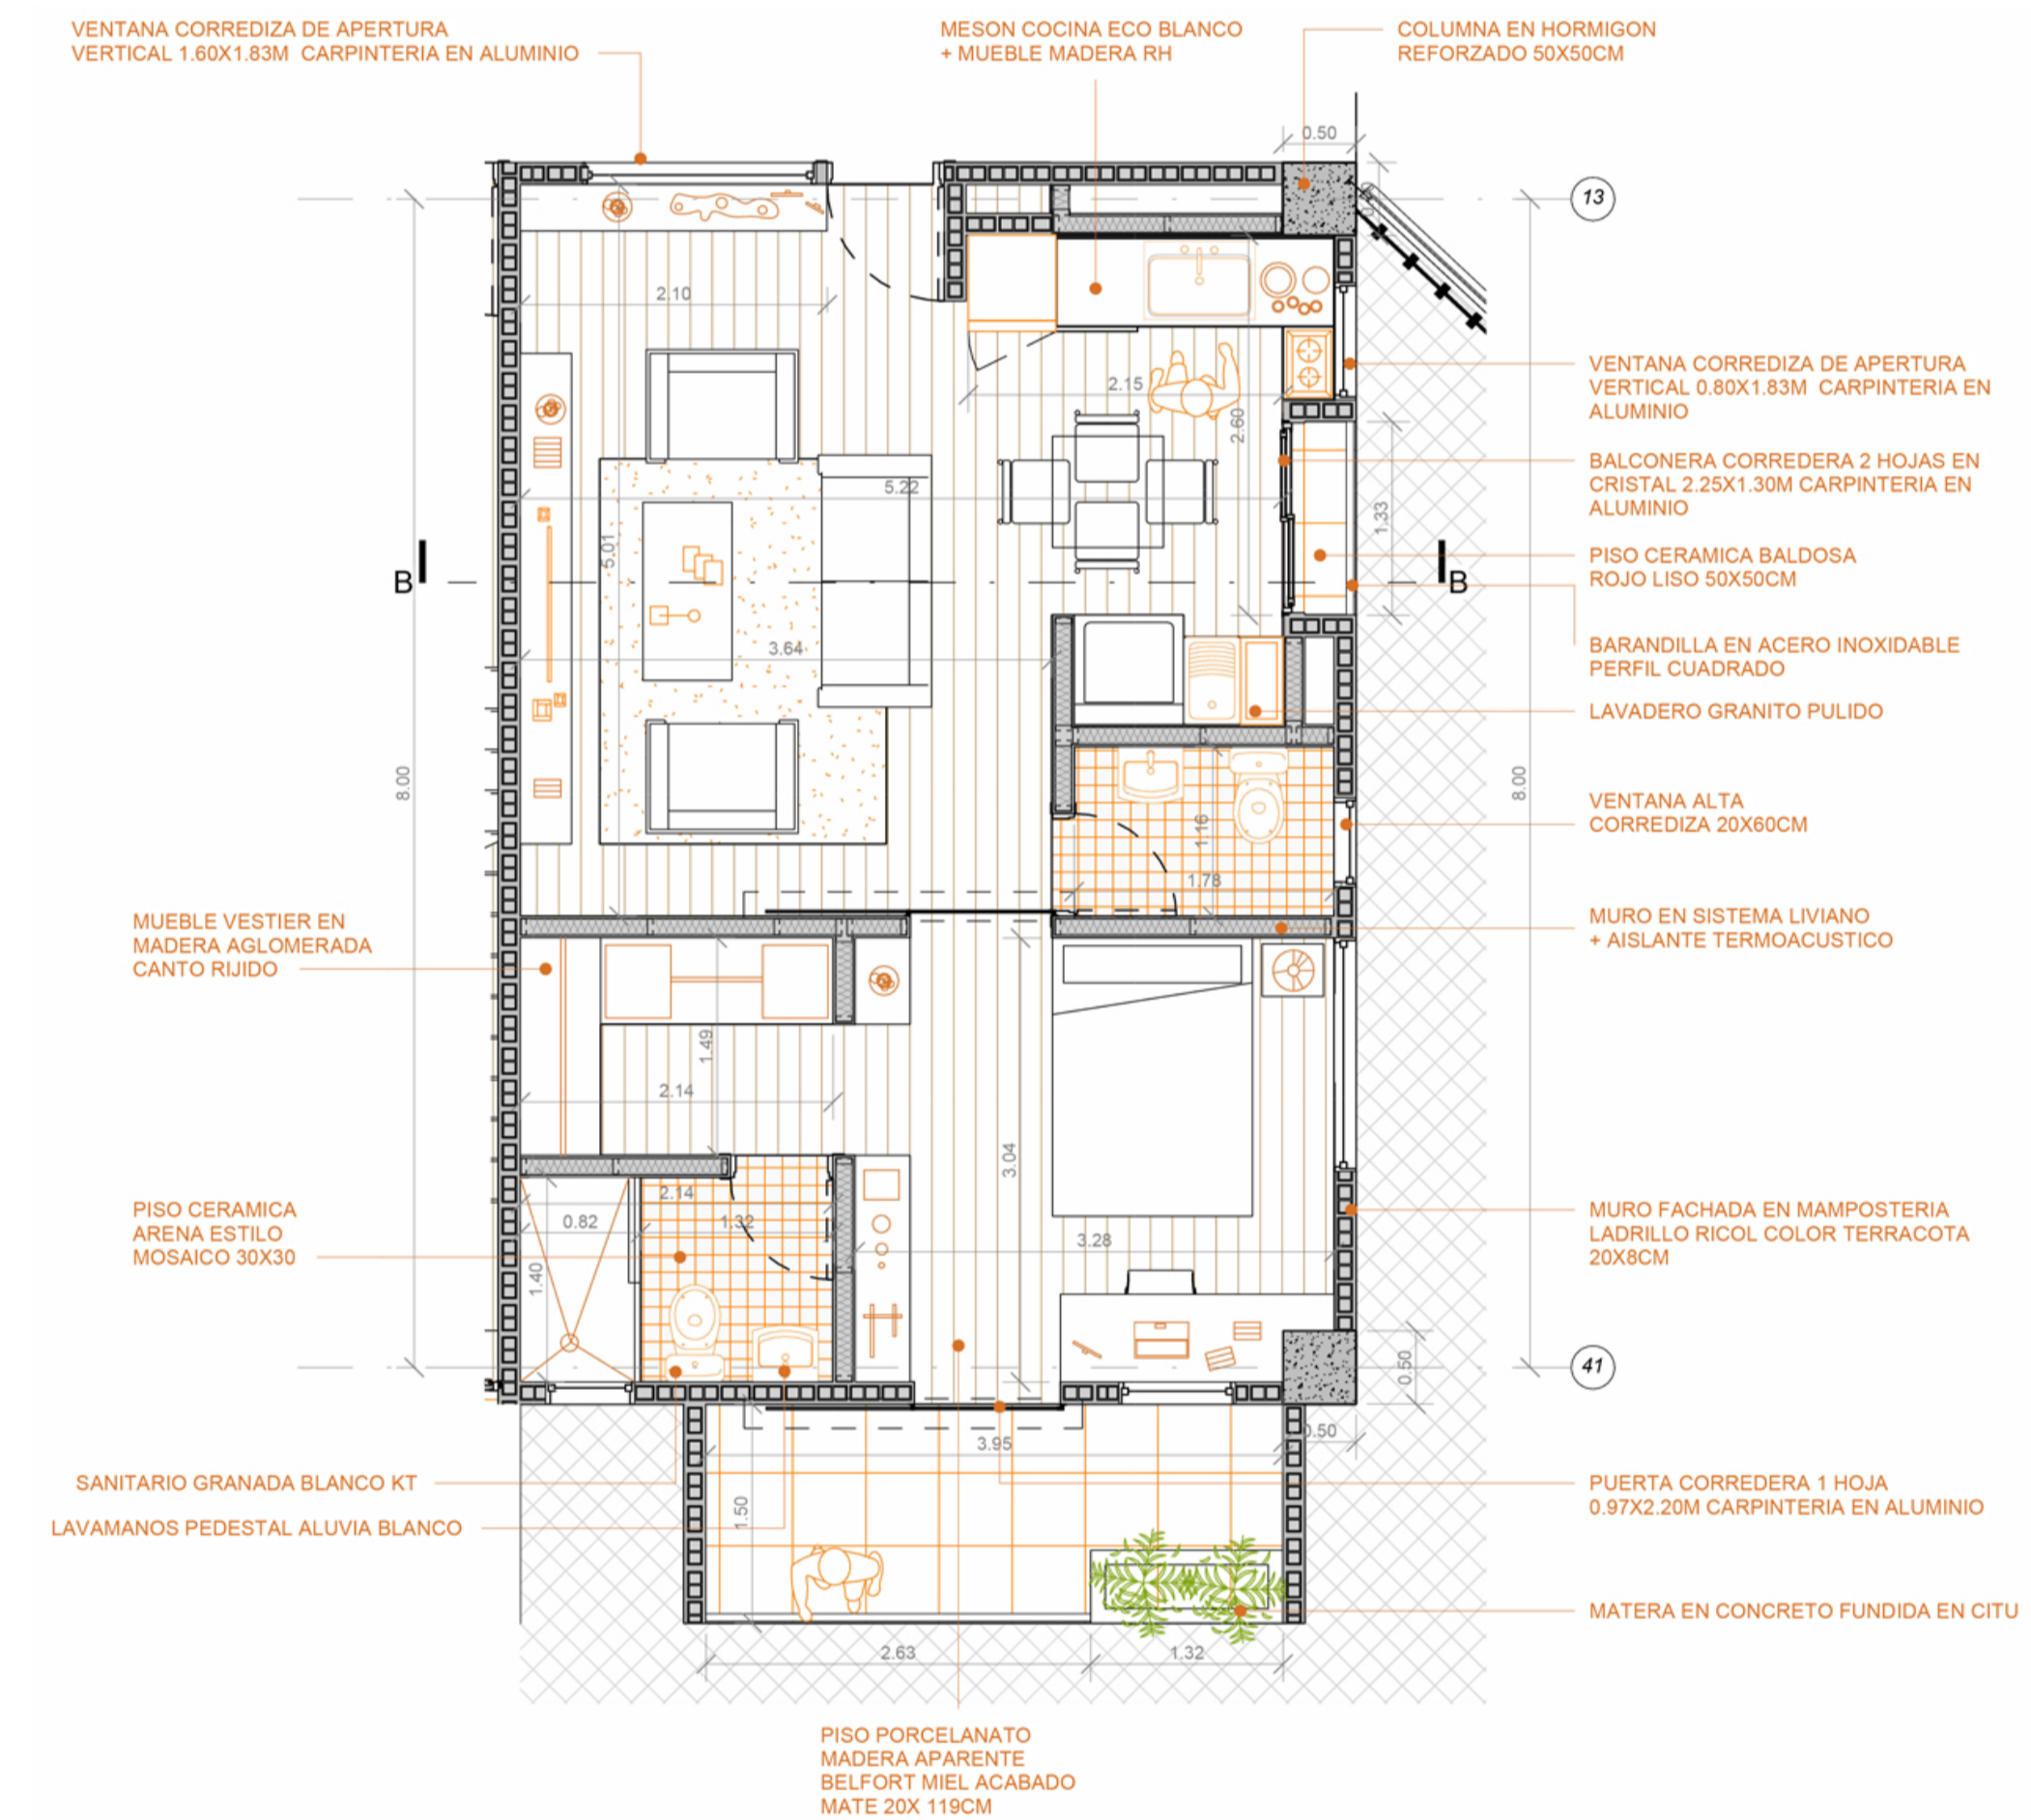 VENTANA CORREDIZA DE APERTURA
VERTICAL 1.60X1.83M CARPINTERIA EN ALUMINIO
MESON COCINA ECO BLANCO
+ MUEBLE MADERA RH
COLUMNA EN HORMIGON
REFORZADO 50X50CM
0.50
13
2.10
VENTANA CORREDIZA DE APERTURA
VERTICAL 0.80X1.83M CARPINTERIA EN
ALUMINIO
2.15
2.60
BALCONERA CORREDERA 2 HOJAS EN
CRISTAL 2.25X1.30M CARPINTERIA EN
ALUMINIO
5.22
1.33
5.01
PISO CERAMICA BALDOSA
ROJO LISO 50X50CM
B
B
BARANDILLA EN ACERO INOXIDABLE
PERFIL CUADRADO
3.64
LAVADERO GRANITO PULIDO
8.00
8.00
VENTANA ALTA
CORREDIZA 20X60CM
1.16
1.78
MUEBLE VESTIER EN
MADERA AGLOMERADA
CANTO RIJIDO
MURO EN SISTEMA LIVIANO
+ AISLANTE TERMOACUSTICO
1.49
2.14
3.04
PISO CERAMICA
ARENA ESTILO
MOSAICO 30X30
2.14
0.82
1.32
1.40
3.28
MURO FACHADA EN MAMPOSTERIA
LADRILLO RICOL COLOR TERRACOTA
20X8CM
0.50
41
3.95
0.50
1.50
SANITARIO GRANADA BLANCO KT
LAVAMANOS PEDESTAL ALUVIA BLANCO
PUERTA CORREDERA 1 HOJA
0.97X2.20M CARPINTERIA EN ALUMINIO
MATERA EN CONCRETO FUNDIDA EN CITU
2.63
1.32
PISO PORCELANATO
MADERA APARENTE
BELFORT MIEL ACABADO
MATE 20X 119CM